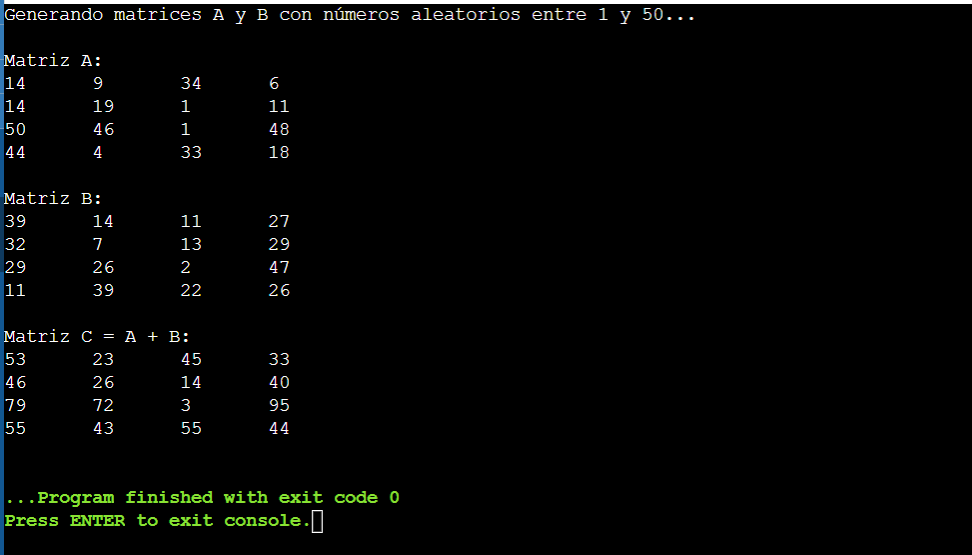 Generando matrices A y B con números aleatorios entre 1 y 50...
Matriz A:
14 9 34 6
14 19 1 11
50 46 1 48
44 4 33 18
Matriz B:
39 14 11 27
32 7 13 29
29 26 2 47
11 39 22 26
Matriz C = A + B:
53 23 45 33
46 26 14 40
79 72 3 95
55 43 55 44
...Program finished with exit code 0
Press ENTER to exit console.